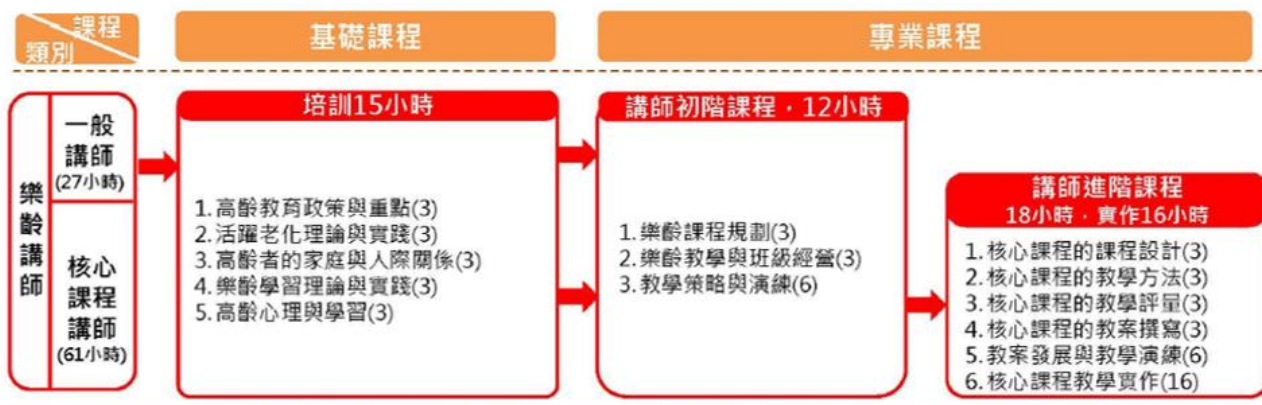 課程
類別
基礎課程
專業課程
樂齡講師
一般
講師
(27小時)
核心
課程
講師
(61小時)
培訓15小時
1.高齡教育政策與重點(3)
2.活躍老化理論與實踐(3)
3.高齡者的家庭與人際關係(3)
4.樂齡學習理論與實踐(3)
5.高齡心理與學習(3)
講師初階課程，12小時
1.樂齡課程規劃(3)
2.樂齡教學與班級經營(3)
3.教學策略與演練(6)
講師進階課程
18小時，實作16小時
1.核心課程的課程設計(3)
2.核心課程的教學方法(3)
3.核心課程的教學評量(3)
4.核心課程的教案撰寫(3)
5.教案發展與教學演練(6)
6.核心課程教學實作(16)